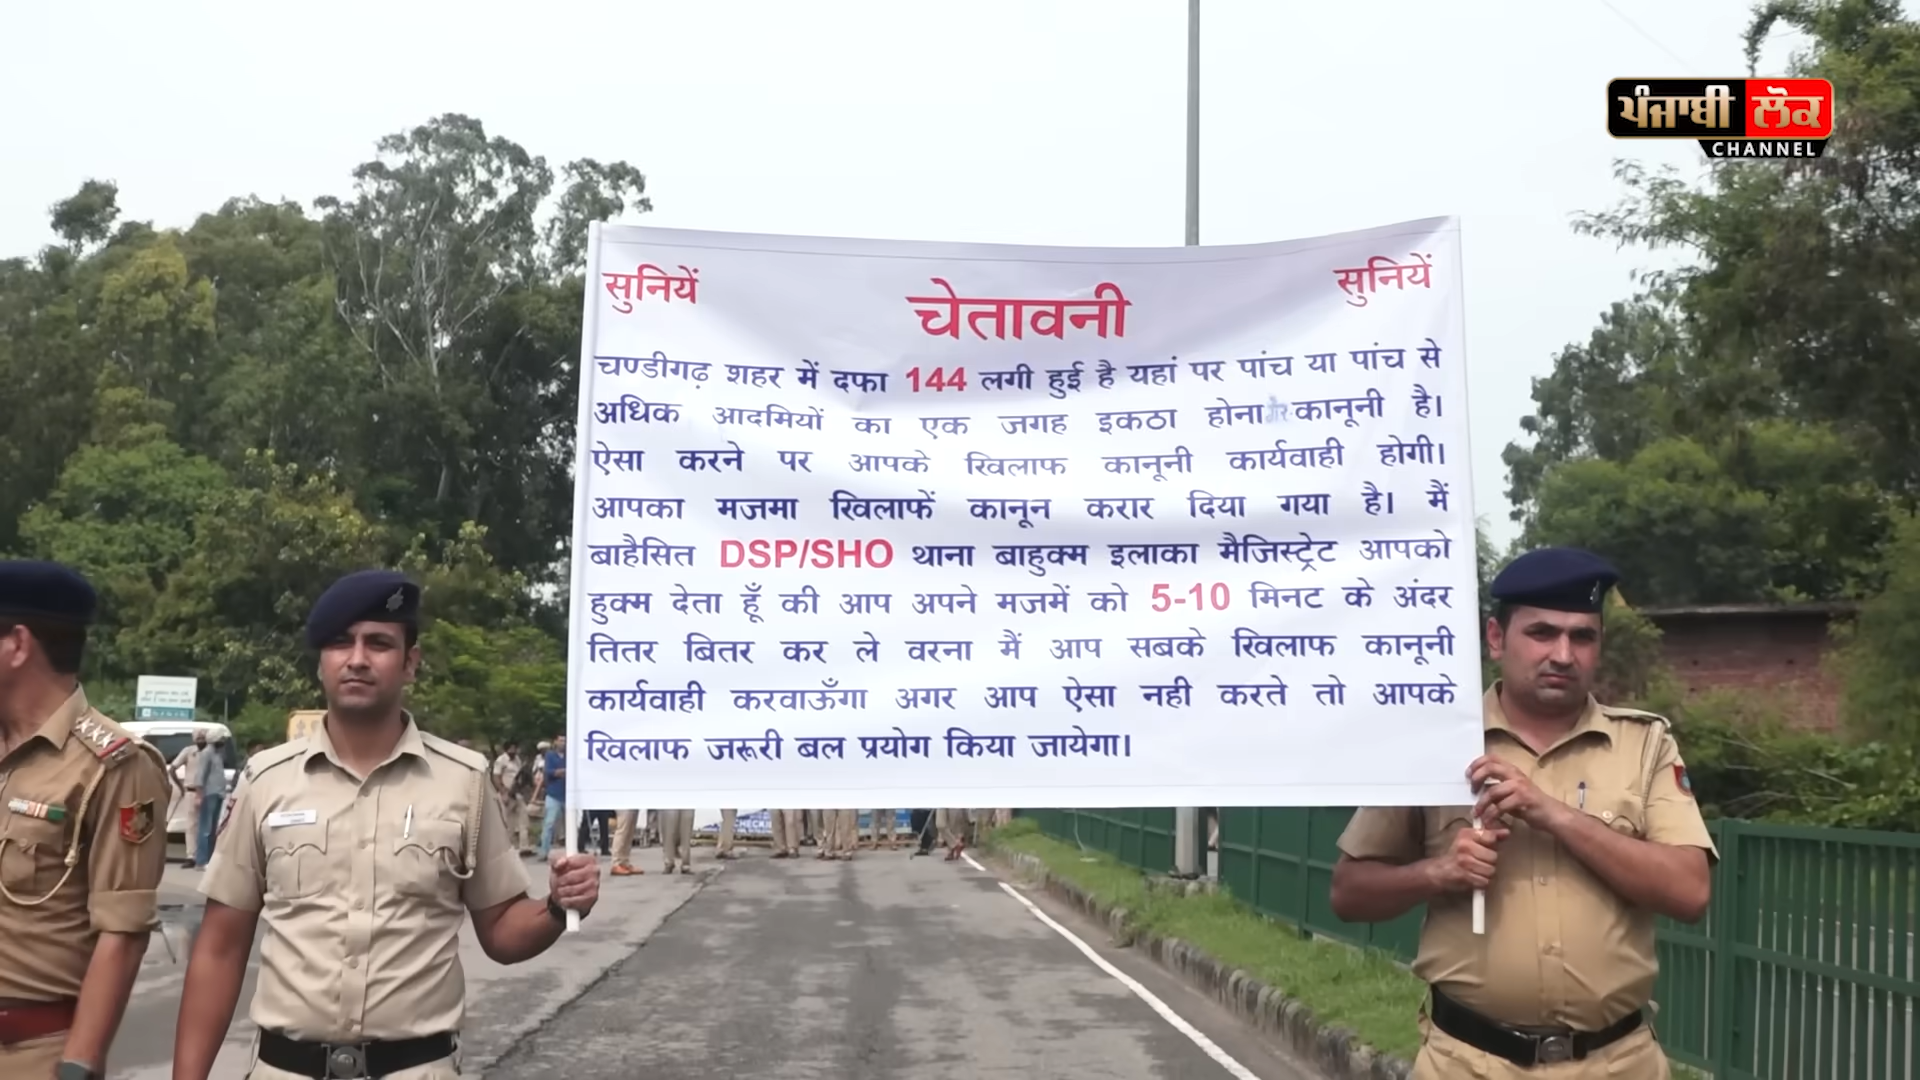 ਪੰਜਾਬੀ ਲੋਕ
CHANNEL
सुनियें चेतावनी सुनियें
चण्डीगढ़ शहर में दफा 144 लगी हुई है यहां पर पांच या पांच से
अधिक आदमियों का एक जगह इकठा होना गैर कानूनी है।
ऐसा करने पर आपके खिलाफ कानूनी कार्यवाही होगी।
आपका मजमा खिलाफें कानून करार दिया गया है। मैं
बाहैसित DSP/SHO थाना बाहुक्म इलाका मैजिस्ट्रेट आपको
हुक्म देता हूँ की आप अपने मजमें को 5-10 मिनट के अंदर
तितर बितर कर ले वरना मैं आप सबके खिलाफ कानूनी
कार्यवाही करवाऊँगा अगर आप ऐसा नही करते तो आपके
खिलाफ जरूरी बल प्रयोग किया जायेगा।